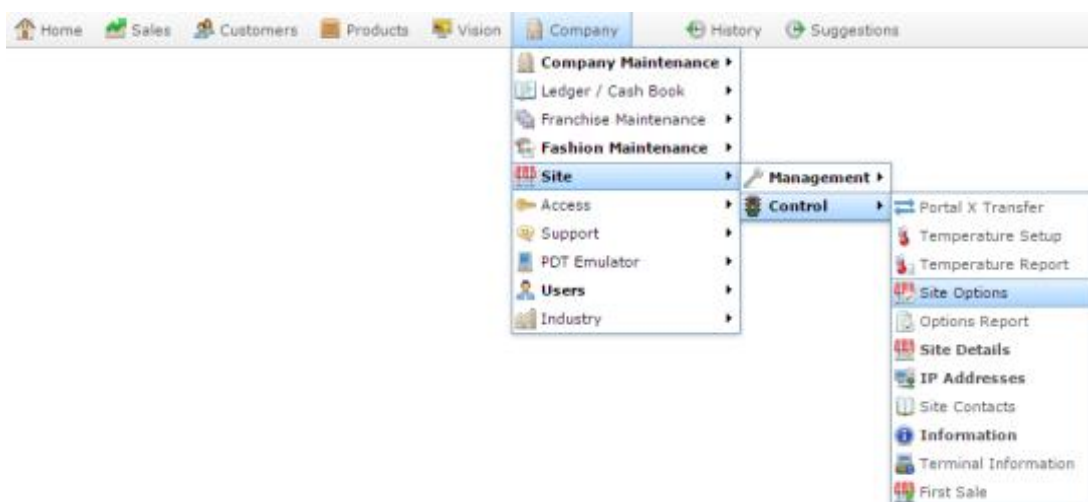 Home Sales Customers Products Vision Company History Suggestions
Company Maintenance
Ledger / Cash Book
Franchise Maintenance
Fashion Maintenance
Site
Management
Access
Control
Portal X Transfer
Support
Temperature Setup
PDT Emulator
Temperature Report
Users
Site Options
Industry
Options Report
Site Details
IP Addresses
Site Contacts
Information
Terminal Information
First Sale